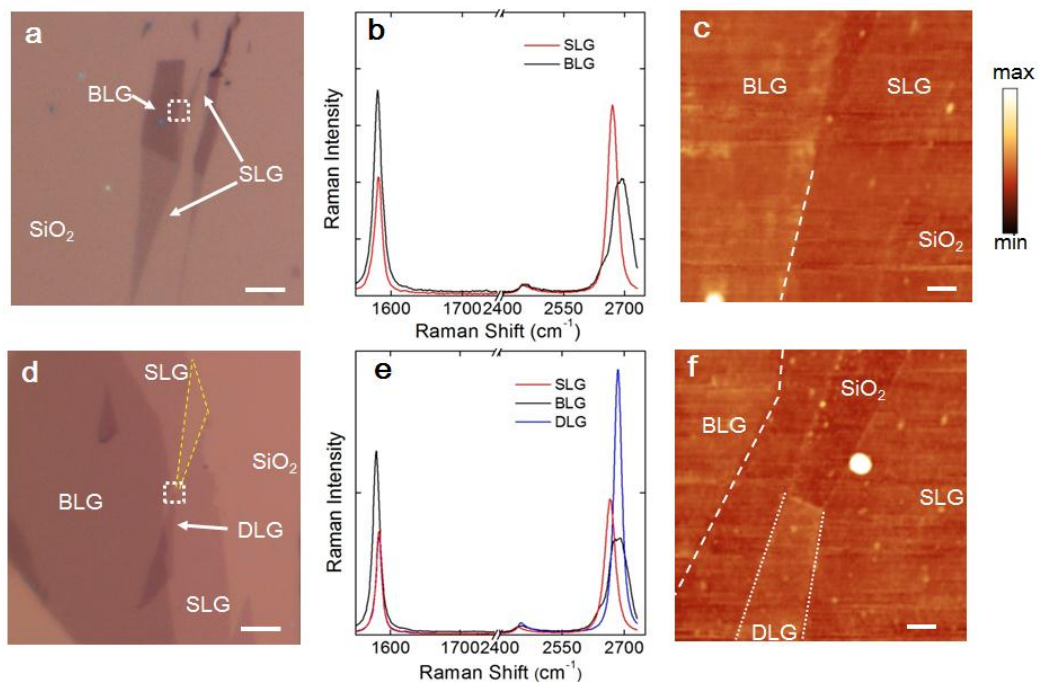 a
BLG
SLG
SiO₂
b
SLG
BLG
Raman Intensity
1600 1700 2400 2550 2700
Raman Shift (cm⁻¹)
c
BLG
SLG
SiO₂
max
min
d
SLG
SiO₂
BLG
DLG
SLG
e
SLG
BLG
DLG
Raman Intensity
1600 1700 2400 2550 2700
Raman Shift (cm⁻¹)
f
SiO₂
BLG
SLG
DLG